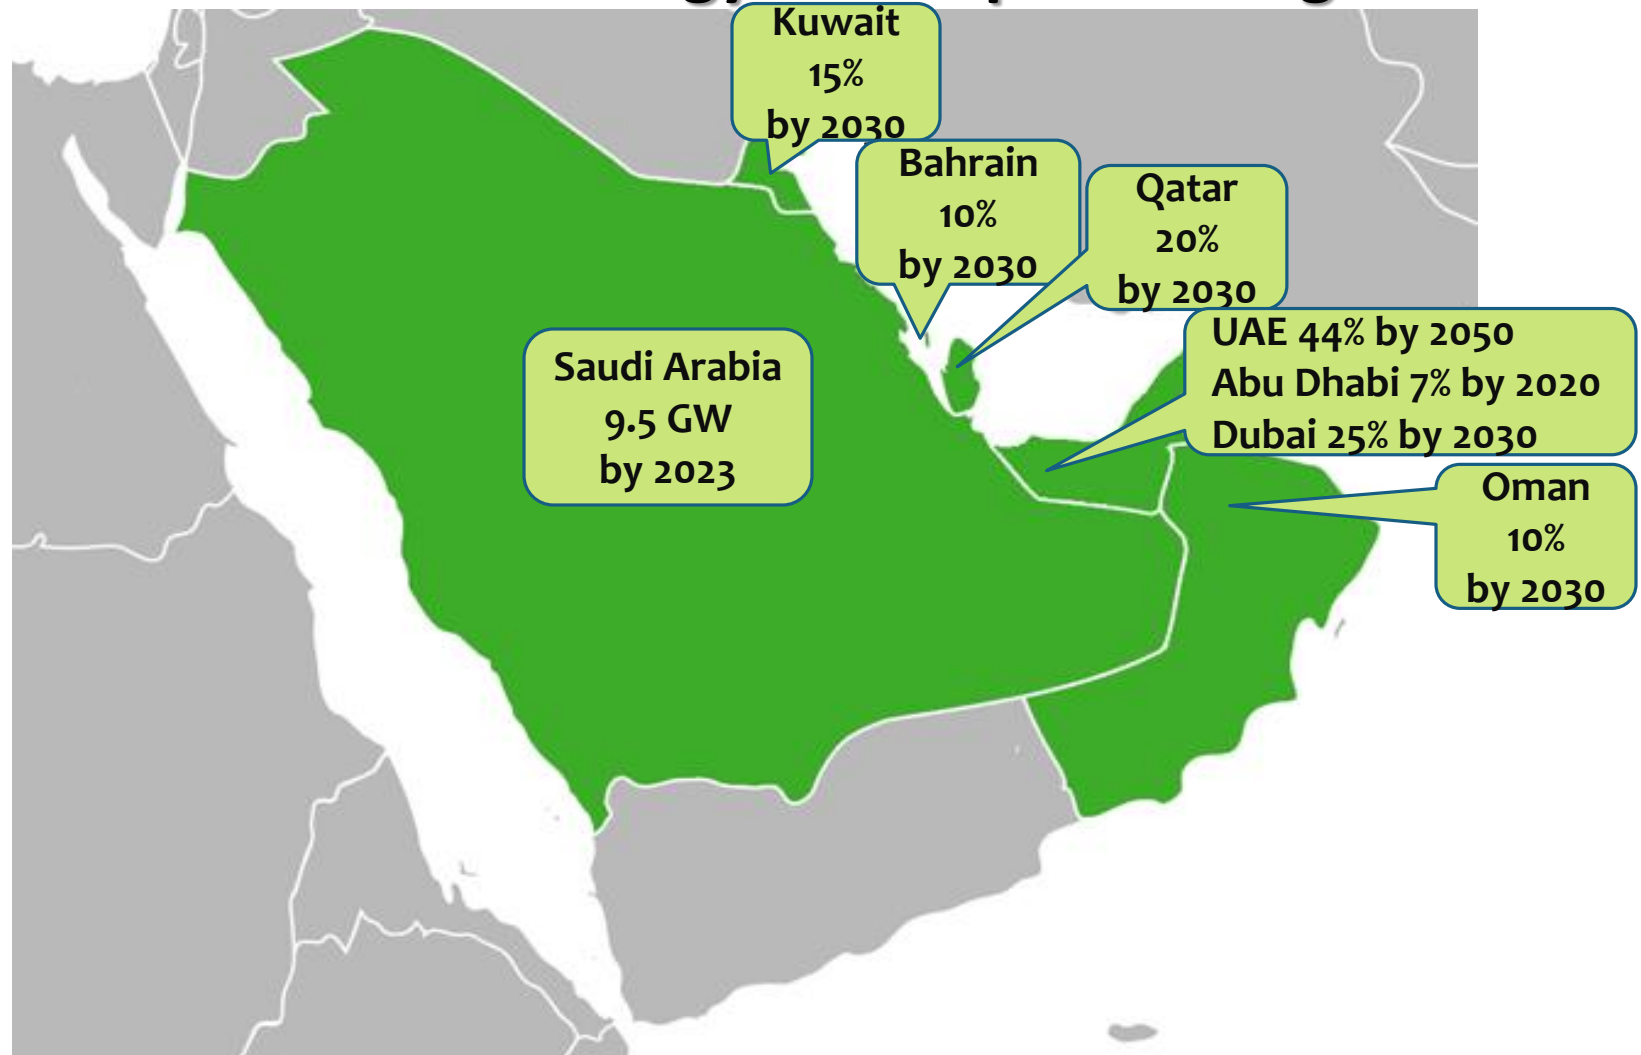 Kuwait
15%
by 2030
Bahrain
10%
by 2030
Qatar
20%
by 2030
UAE 44% by 2050
Abu Dhabi 7% by 2020
Dubai 25% by 2030
Saudi Arabia
9.5 GW
by 2023
Oman
10%
by 2030